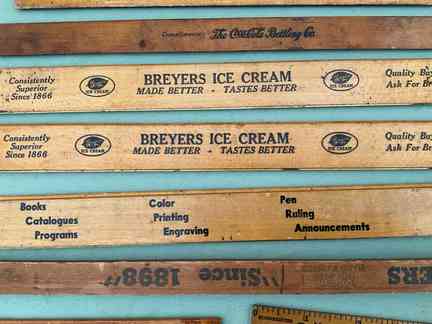 Compliments The Coca-Cola Bottling Co.
Consistently
Superior
Since 1866
ICE CREAM
BREYERS ICE CREAM
MADE BETTER - TASTES BETTER
ICE CREAM
Quality
Ask For
Consistently
Superior
Since 1866
ICE CREAM
BREYERS ICE CREAM
MADE BETTER - TASTES BETTER
ICE CREAM
Quality
Ask For
Books
Catalogues
Programs
Color
Printing
Engraving
Pen
Ruling
Announcements
"Since 1898"
ERS